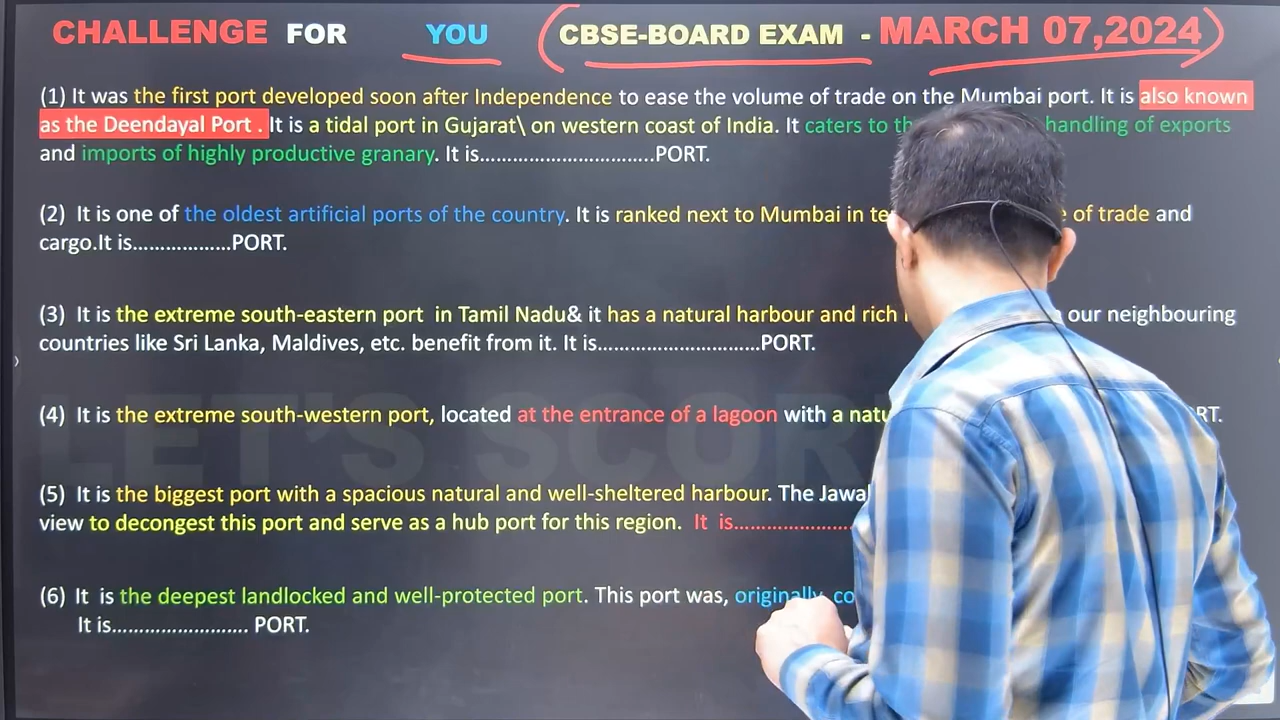 CHALLENGE FOR YOU (CBSE-BOARD EXAM - MARCH 07,2024)
(1) It was the first port developed soon after Independence to ease the volume of trade on the Mumbai port. It is also known
as the Deendayal Port . It is a tidal port in Gujarat\ on western coast of India. It caters to handling of exports
and imports of highly productive granary. It is................................PORT.
(2) It is one of the oldest artificial ports of the country. It is ranked next to Mumbai in of trade and
cargo.It is..................PORT.
(3) It is the extreme south-eastern port in Tamil Nadu& it has a natural harbour and rich our neighbouring
countries like Sri Lanka, Maldives, etc. benefit from it. It is..............................PORT.
(4) It is the extreme south-western port, located at the entrance of a lagoon with a
(5) It is the biggest port with a spacious natural and well-sheltered harbour. The
view to decongest this port and serve as a hub port for this region. It is.....................
(6) It is the deepest landlocked and well-protected port. This port was, originally
It is......................... PORT.
LET'S SCORE